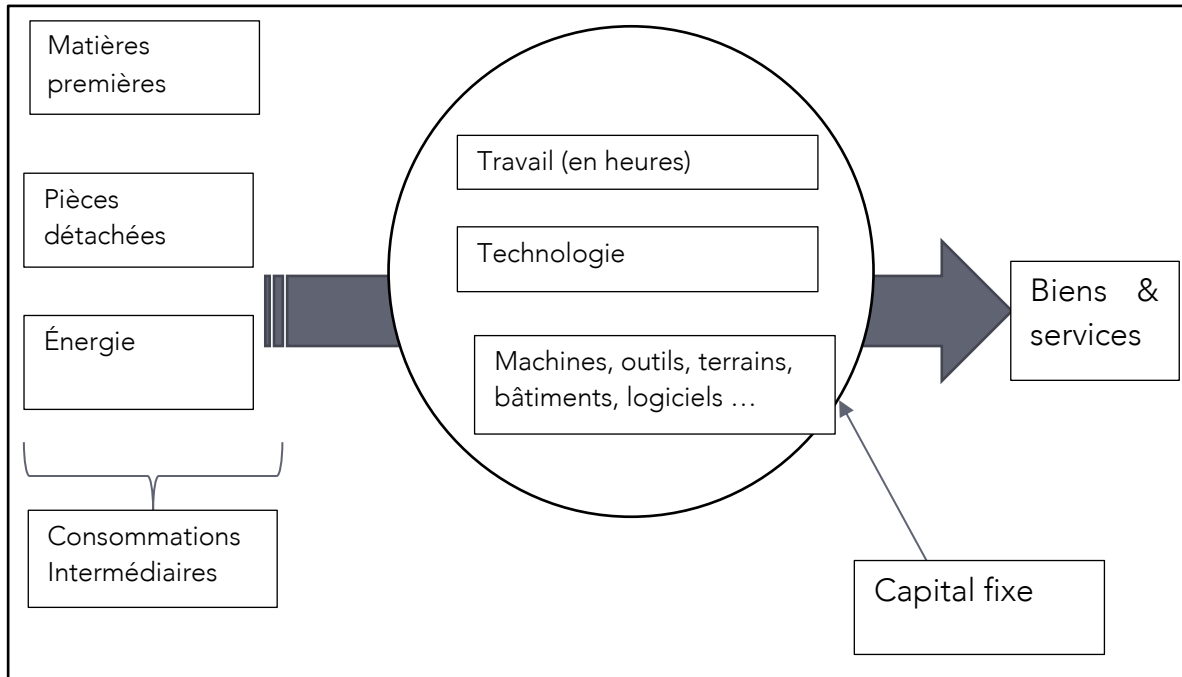 Matières
premières
Pièces
détachées
Énergie
Consommations
Intermédiaires
Travail (en heures)
Technologie
Machines, outils, terrains,
bâtiments, logiciels …
Biens &
services
Capital fixe